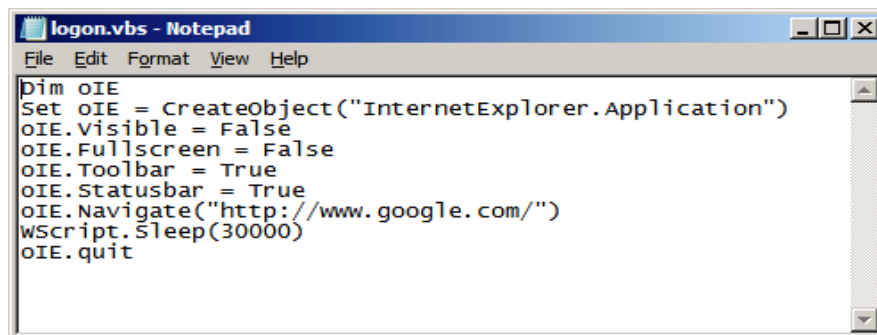 logon.vbs - Notepad
File Edit Format View Help
Dim oIE
Set oIE = CreateObject("InternetExplorer.Application")
oIE.Visible = False
oIE.Fullscreen = False
oIE.Toolbar = True
oIE.Statusbar = True
oIE.Navigate("http://www.google.com/")
WScript.Sleep(30000)
oIE.quit